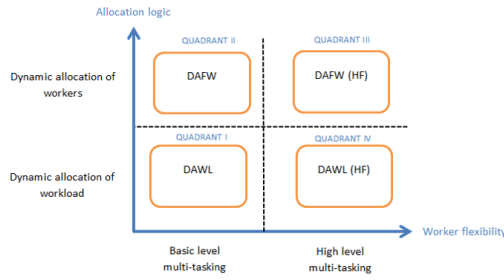 Allocation logic
QUADRANT II
QUADRANT III
Dynamic allocation of
workers
DAFW
DAFW (HF)
QUADRANT I
QUADRANT IV
Dynamic allocation of
workload
DAWL
DAWL (HF)
Worker flexibility
Basic level
multi-tasking
High level
multi-tasking